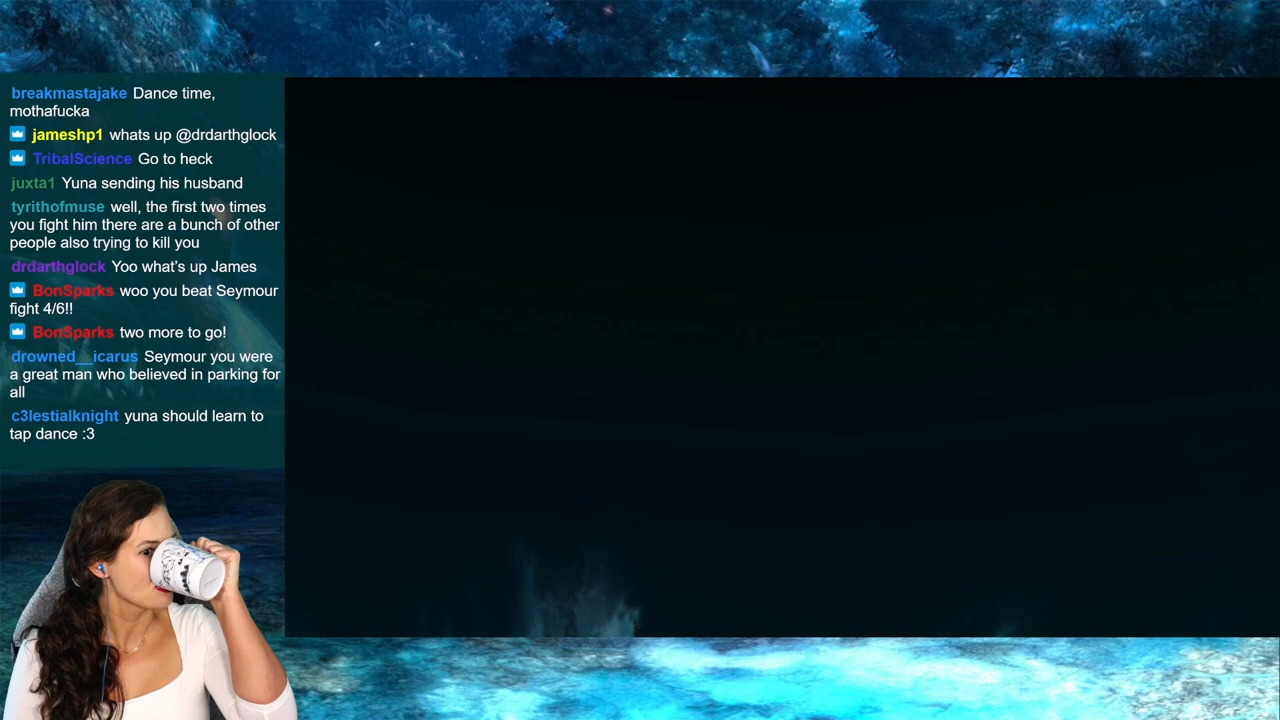 breakmastajake Dance time,
mothafucka
jameshp1 whats up @drdarthglock
TribalScience Go to heck
juxta1 Yuna sending his husband
tyrithofmuse well, the first two times
you fight him there are a bunch of other
people also trying to kill you
drdarthglock Yoo what’s up James
BonSparks woo you beat Seymour
fight 4/6!!
BonSparks two more to go!
drowned__icarus Seymour you were
a great man who believed in parking for
all
c3lestialknight yuna should learn to
tap dance :3